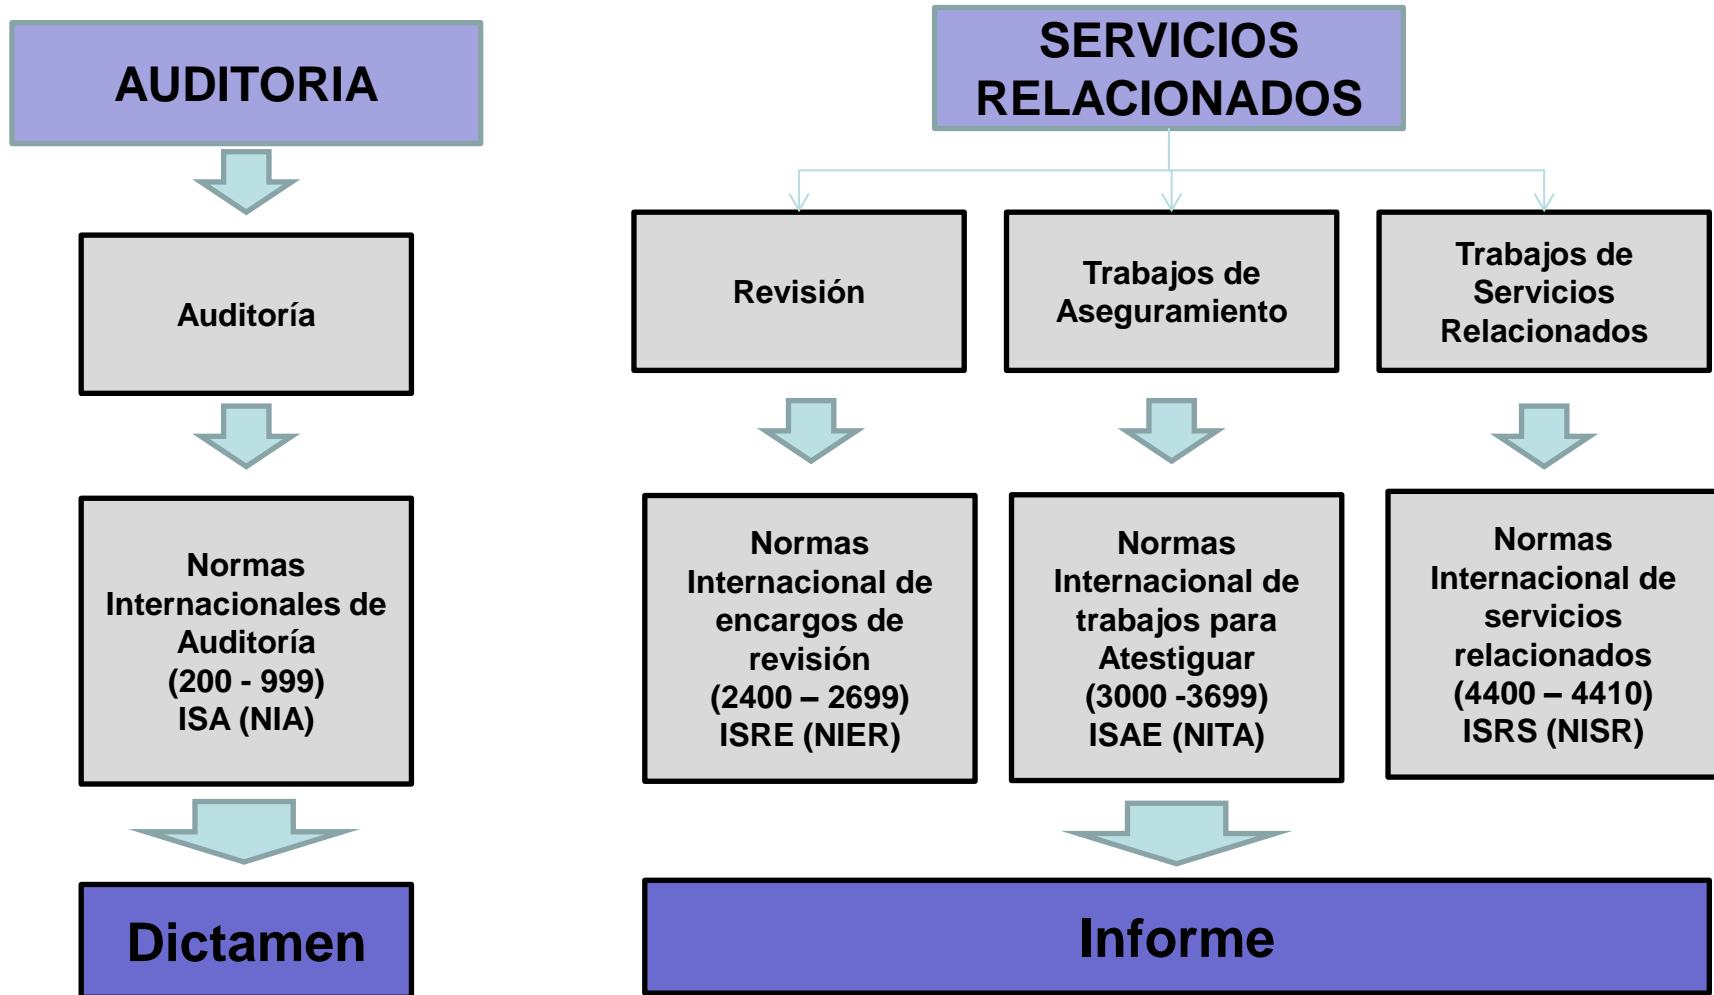 AUDITORIA
Auditoría
Normas
Internacionales de
Auditoría
(200 - 999)
ISA (NIA)
Dictamen
SERVICIOS
RELACIONADOS
Revisión
Trabajos de
Aseguramiento
Trabajos de
Servicios
Relacionados
Normas
Internacional de
encargos de
revisión
(2400 – 2699)
ISRE (NIER)
Normas
Internacional de
trabajos para
Atestiguar
(3000 -3699)
ISAE (NITA)
Normas
Internacional de
servicios
relacionados
(4400 – 4410)
ISRS (NISR)
Informe